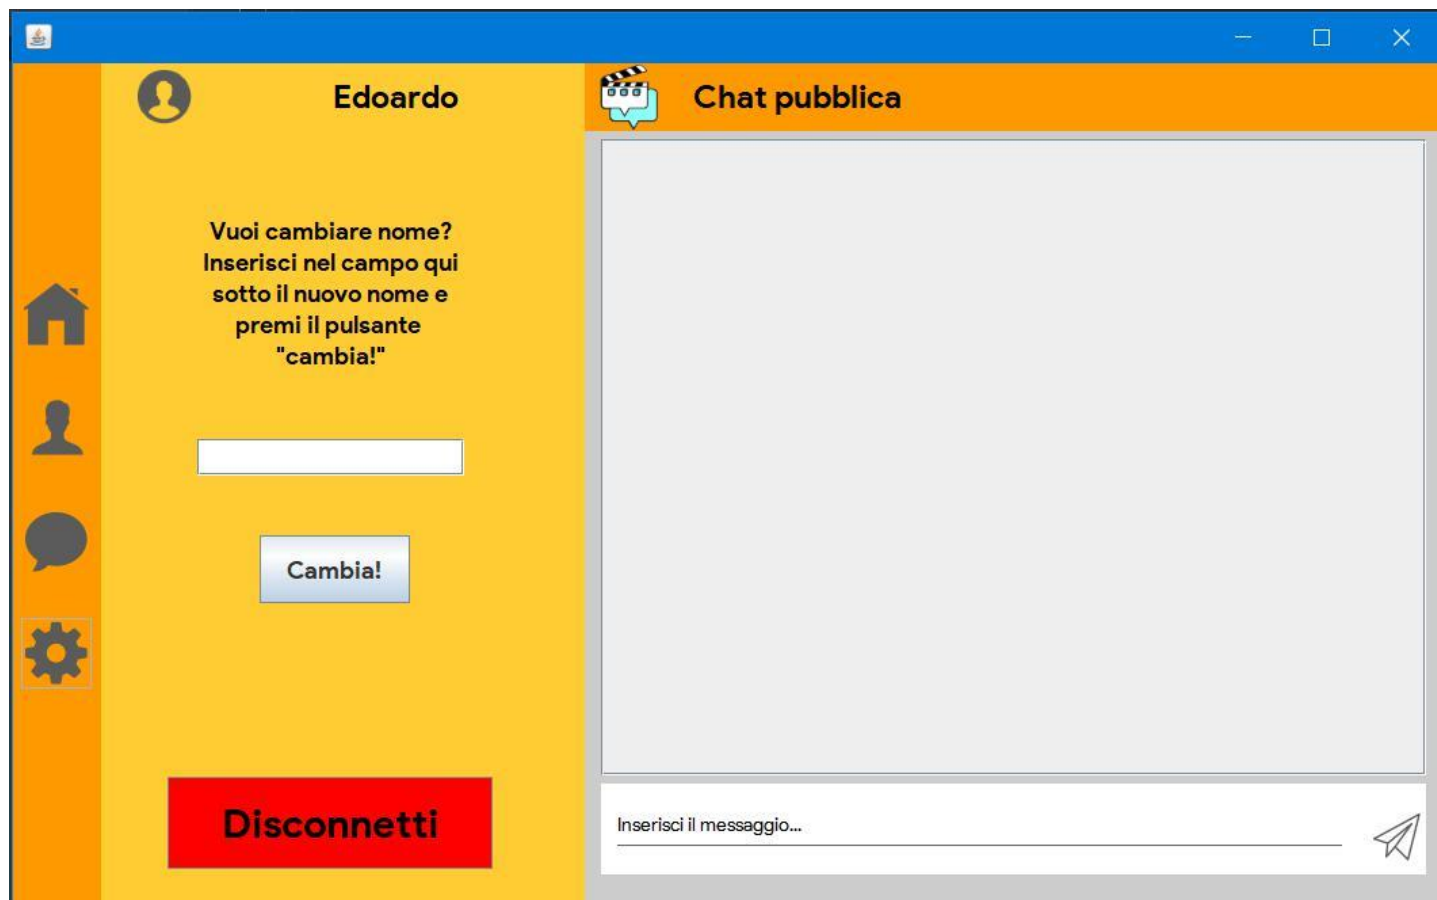 Edoardo
Chat pubblica
Vuoi cambiare nome?
Inserisci nel campo qui
sotto il nuovo nome e
premi il pulsante
"cambia!"
Cambia!
Disconnetti
Inserisci il messaggio...